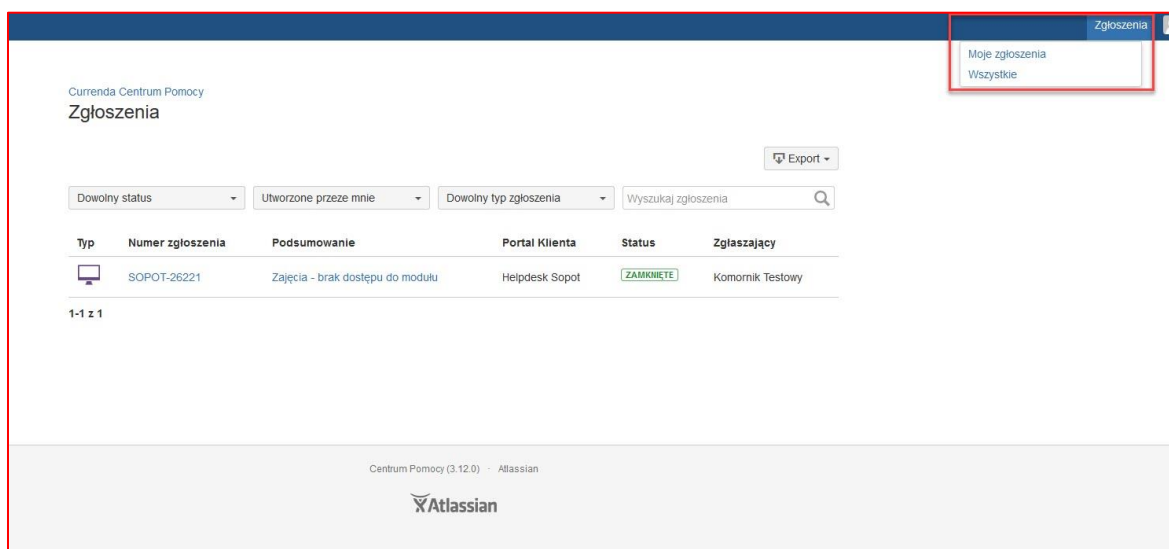 Zgłoszenia
Moje zgłoszenia
Wszystkie
Currenda Centrum Pomocy
Zgłoszenia
Export
Dowolny status Utworzone przeze mnie Dowolny typ zgłoszenia Wyszukaj zgłoszenia
Typ Numer zgłoszenia Podsumowanie Portal Klienta Status Zgłaszający
SOPOT-26221 Zajęcia - brak dostępu do modułu Helpdesk Sopot ZAMKNIĘTE Komornik Testowy
1-1 z 1
Centrum Pomocy (3.12.0) · Atlassian
Atlassian